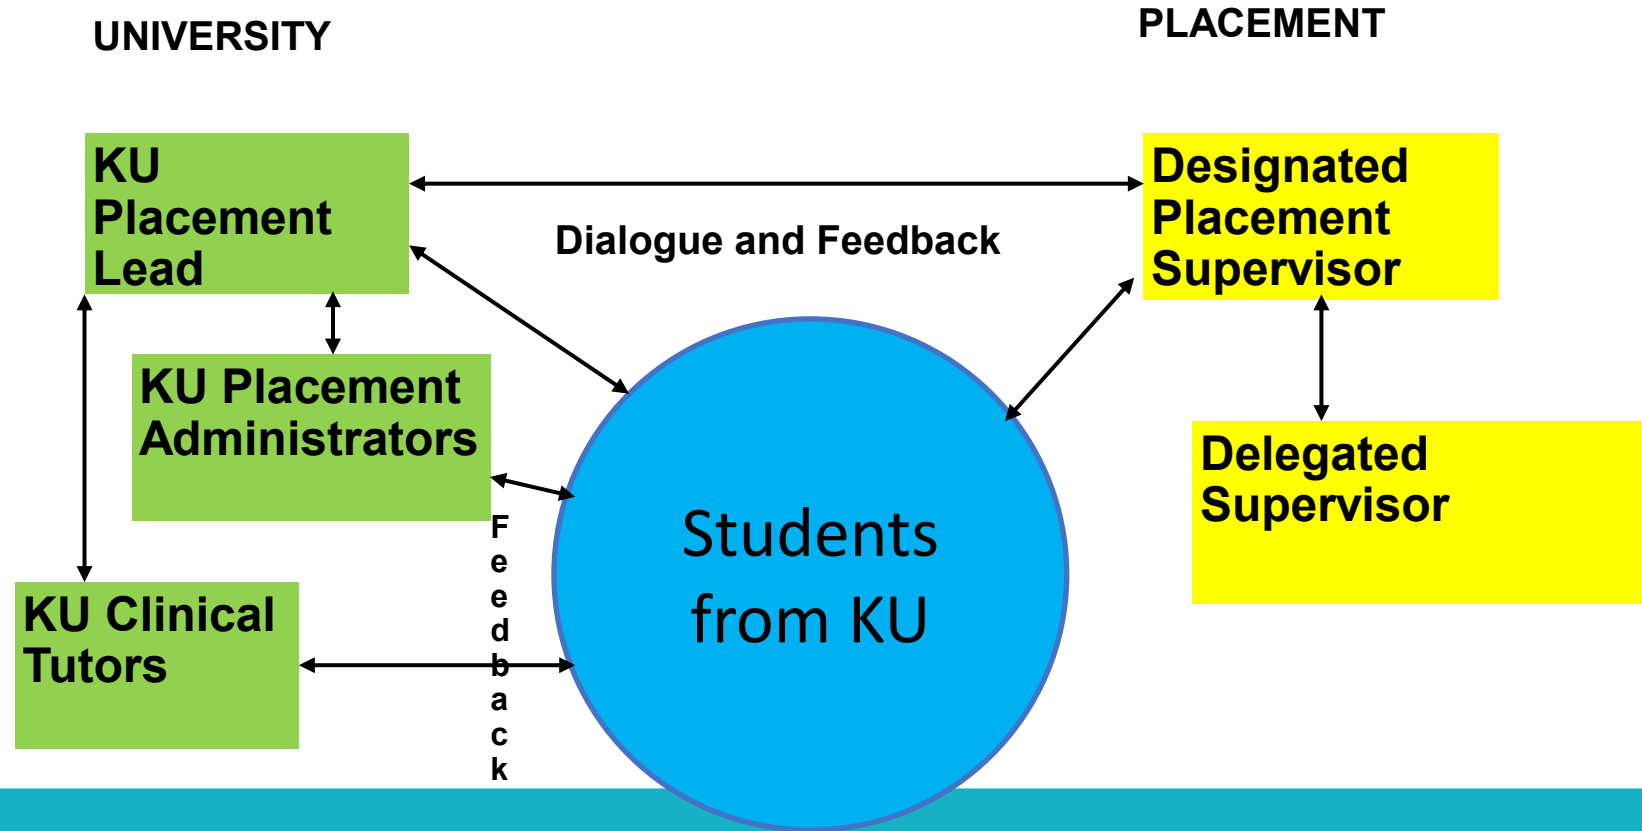 UNIVERSITY
PLACEMENT
KU
Placement
Lead
Designated
Placement
Supervisor
Dialogue and Feedback
KU Placement
Administrators
Delegated
Supervisor
F
e
e
d
b
a
c
k
Students
from KU
KU Clinical
Tutors